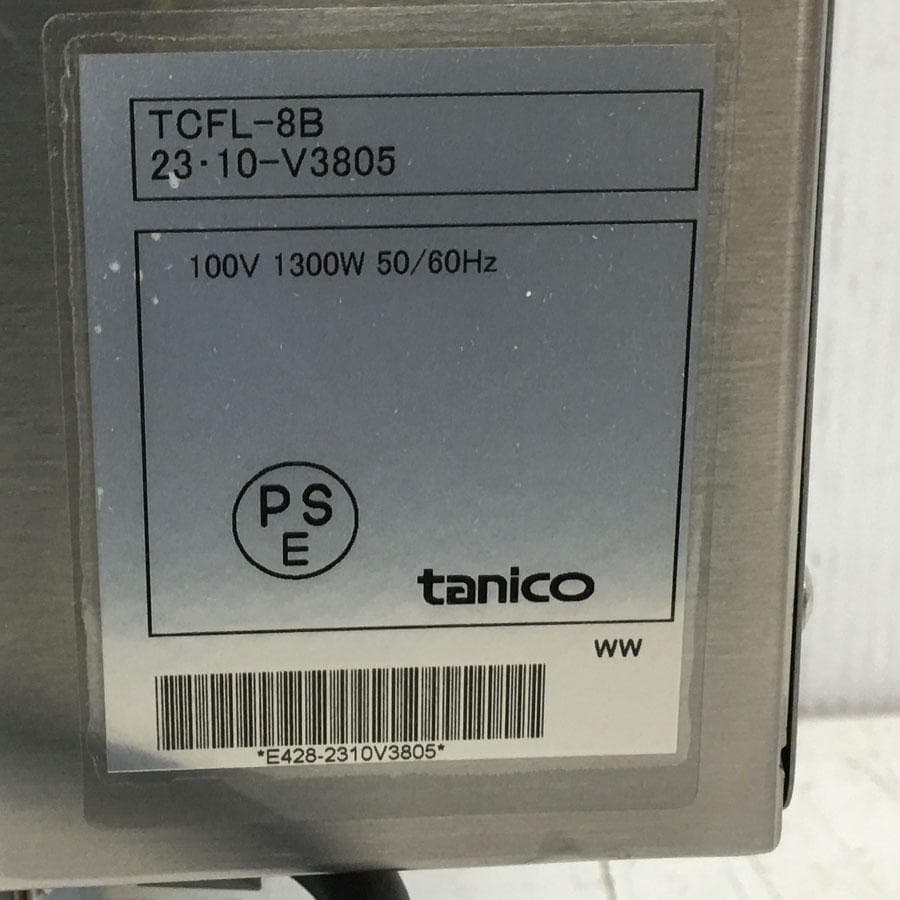 TCFL-8B
23·10-V3805
100V 1300W 50/60Hz
PS
E
tanico
WW
*E428-2310V3805*